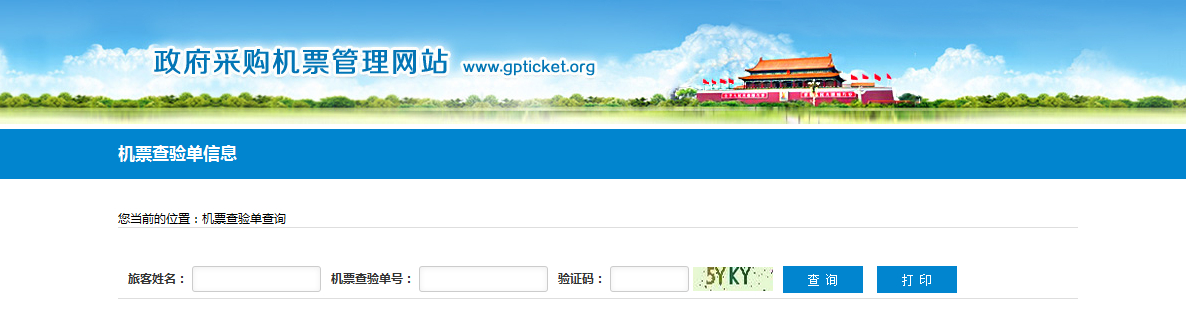 政府采购机票管理网站 www.gpticket.org
机票查验单信息
您当前的位置：机票查验单查询
旅客姓名： 机票查验单号： 验证码： 5YKY 查 询 打 印